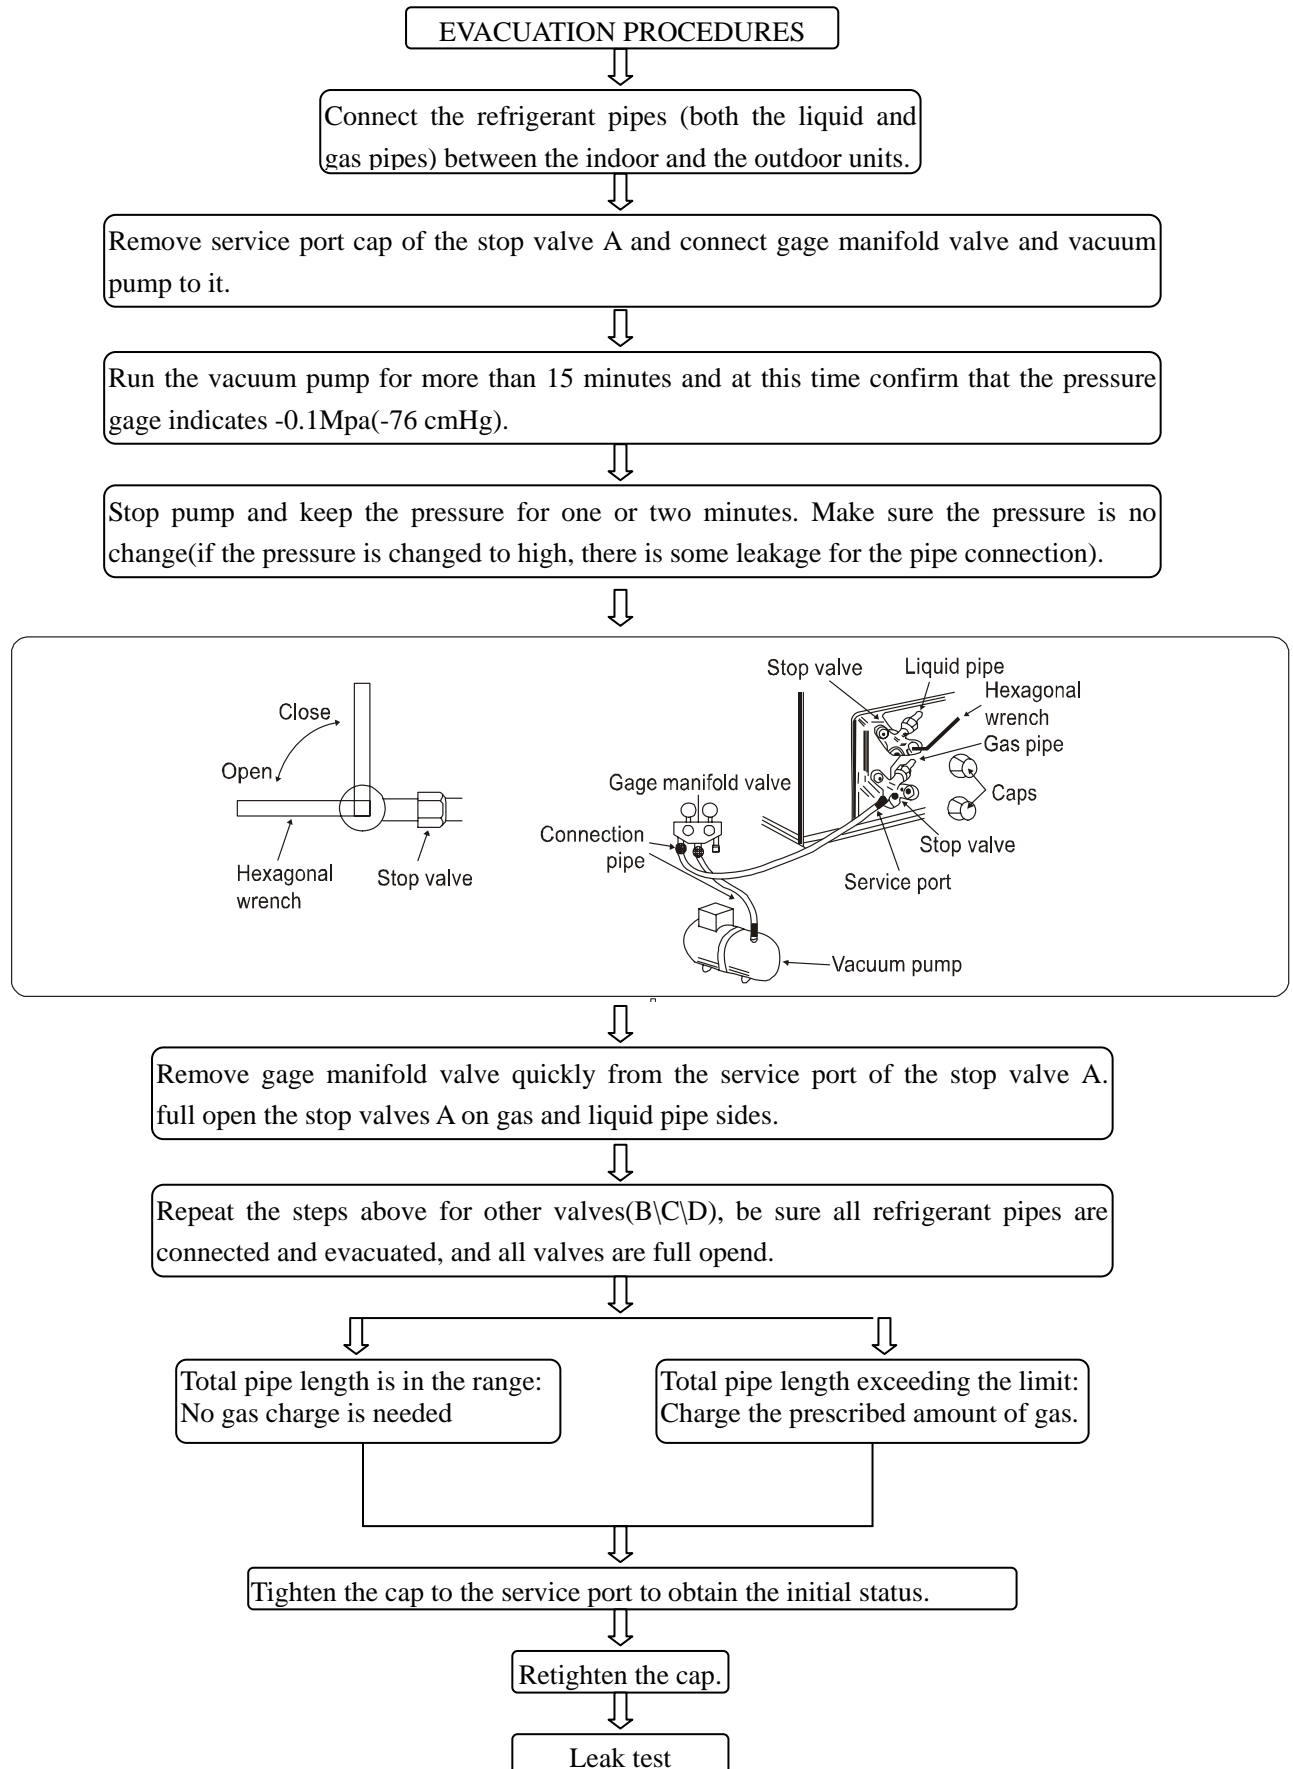 EVACUATION PROCEDURES
Connect the refrigerant pipes (both the liquid and
gas pipes) between the indoor and the outdoor units.
Remove service port cap of the stop valve A and connect gage manifold valve and vacuum
pump to it.
Run the vacuum pump for more than 15 minutes and at this time confirm that the pressure
gage indicates -0.1Mpa(-76 cmHg).
Stop pump and keep the pressure for one or two minutes. Make sure the pressure is no
change(if the pressure is changed to high, there is some leakage for the pipe connection).
Close
Open
Hexagonal
wrench
Stop valve
Stop valve
Liquid pipe
Hexagonal
wrench
Gas pipe
Gage manifold valve
Caps
Connection
pipe
Stop valve
Service port
Vacuum pump
Remove gage manifold valve quickly from the service port of the stop valve A.
full open the stop valves A on gas and liquid pipe sides.
Repeat the steps above for other valves(B\C\D), be sure all refrigerant pipes are
connected and evacuated, and all valves are full opend.
Total pipe length is in the range:
No gas charge is needed
Total pipe length exceeding the limit:
Charge the prescribed amount of gas.
Tighten the cap to the service port to obtain the initial status.
Retighten the cap.
Leak test